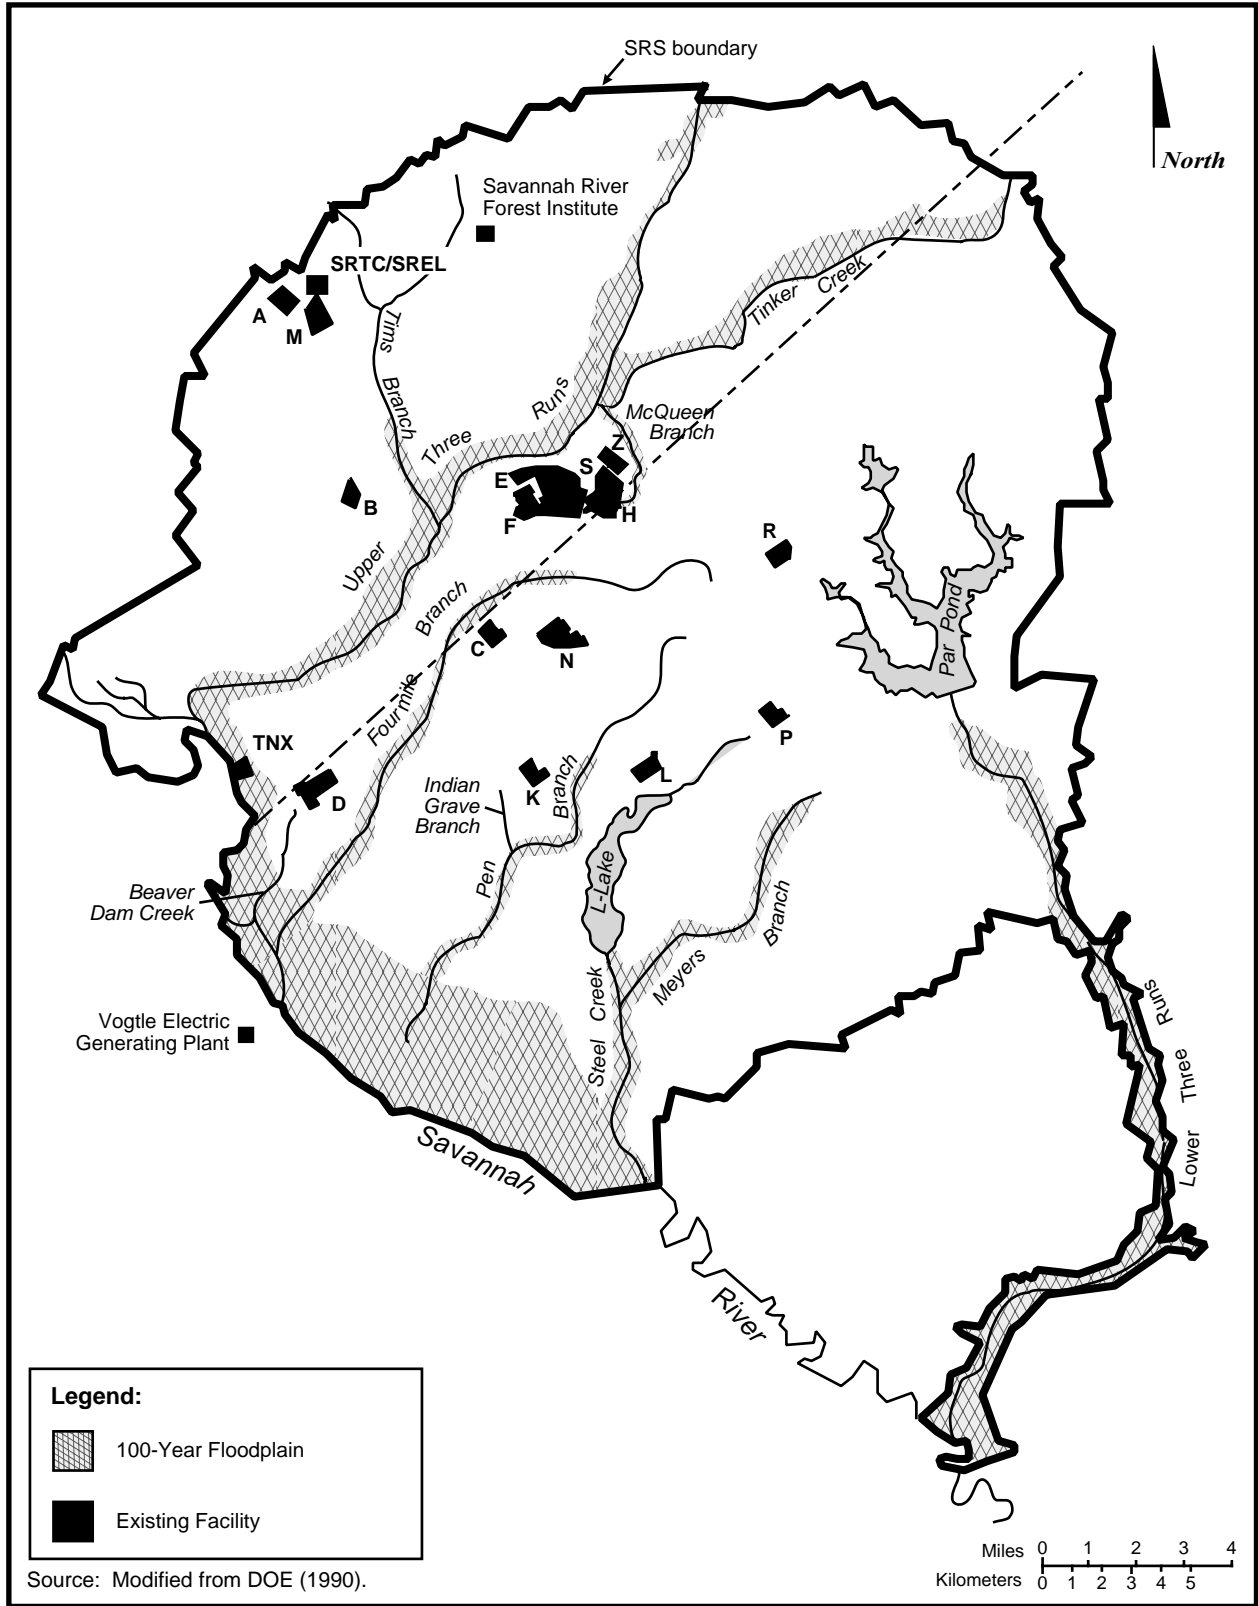 SRS boundary
North
Savannah River
Forest Institute
SRTC/SREL
A
M
Tims
Branch
Tinker Creek
Runs
Three
Upper
McQueen
Branch
Z
S
E
F
H
B
R
Branch
Fourmile
C
N
Par Pond
TNX
D
P
L
K
Indian
Grave
Branch
Branch
Pen
L-Lake
Beaver
Dam Creek
Branch
Meyers
Steel Creek
Vogtle Electric
Generating Plant
Runs
Three
Lower
Savannah
River
Legend:
100-Year Floodplain
Existing Facility
Source: Modified from DOE (1990).
Miles 0 1 2 3 4
Kilometers 0 1 2 3 4 5